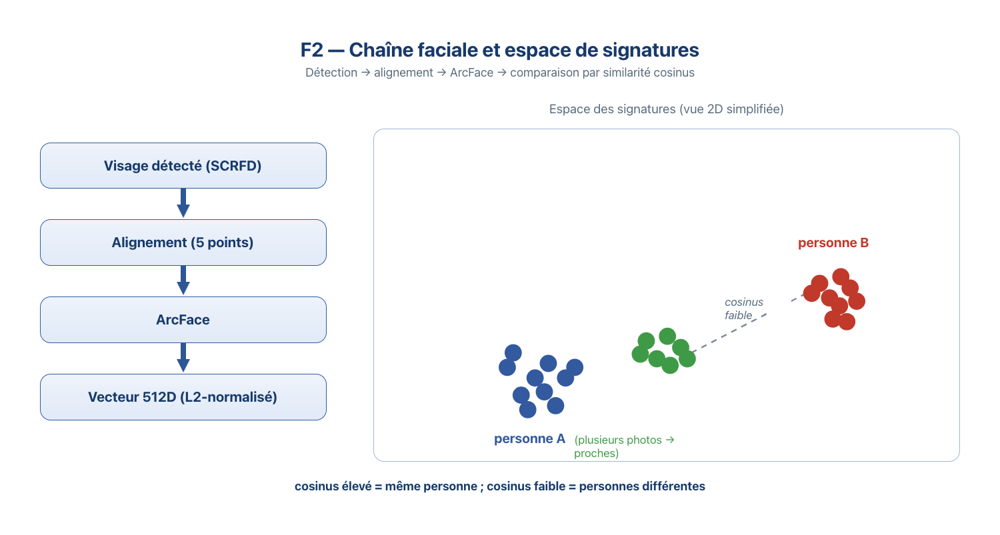 F2 — Chaîne faciale et espace de signatures
Détection → alignement → ArcFace → comparaison par similarité cosinus
Espace des signatures (vue 2D simplifiée)
Visage détecté (SCRFD)
Alignement (5 points)
ArcFace
Vecteur 512D (L2-normalisé)
personne B
cosinus
faible
personne A
(plusieurs photos →
proches)
cosinus élevé = même personne ; cosinus faible = personnes différentes